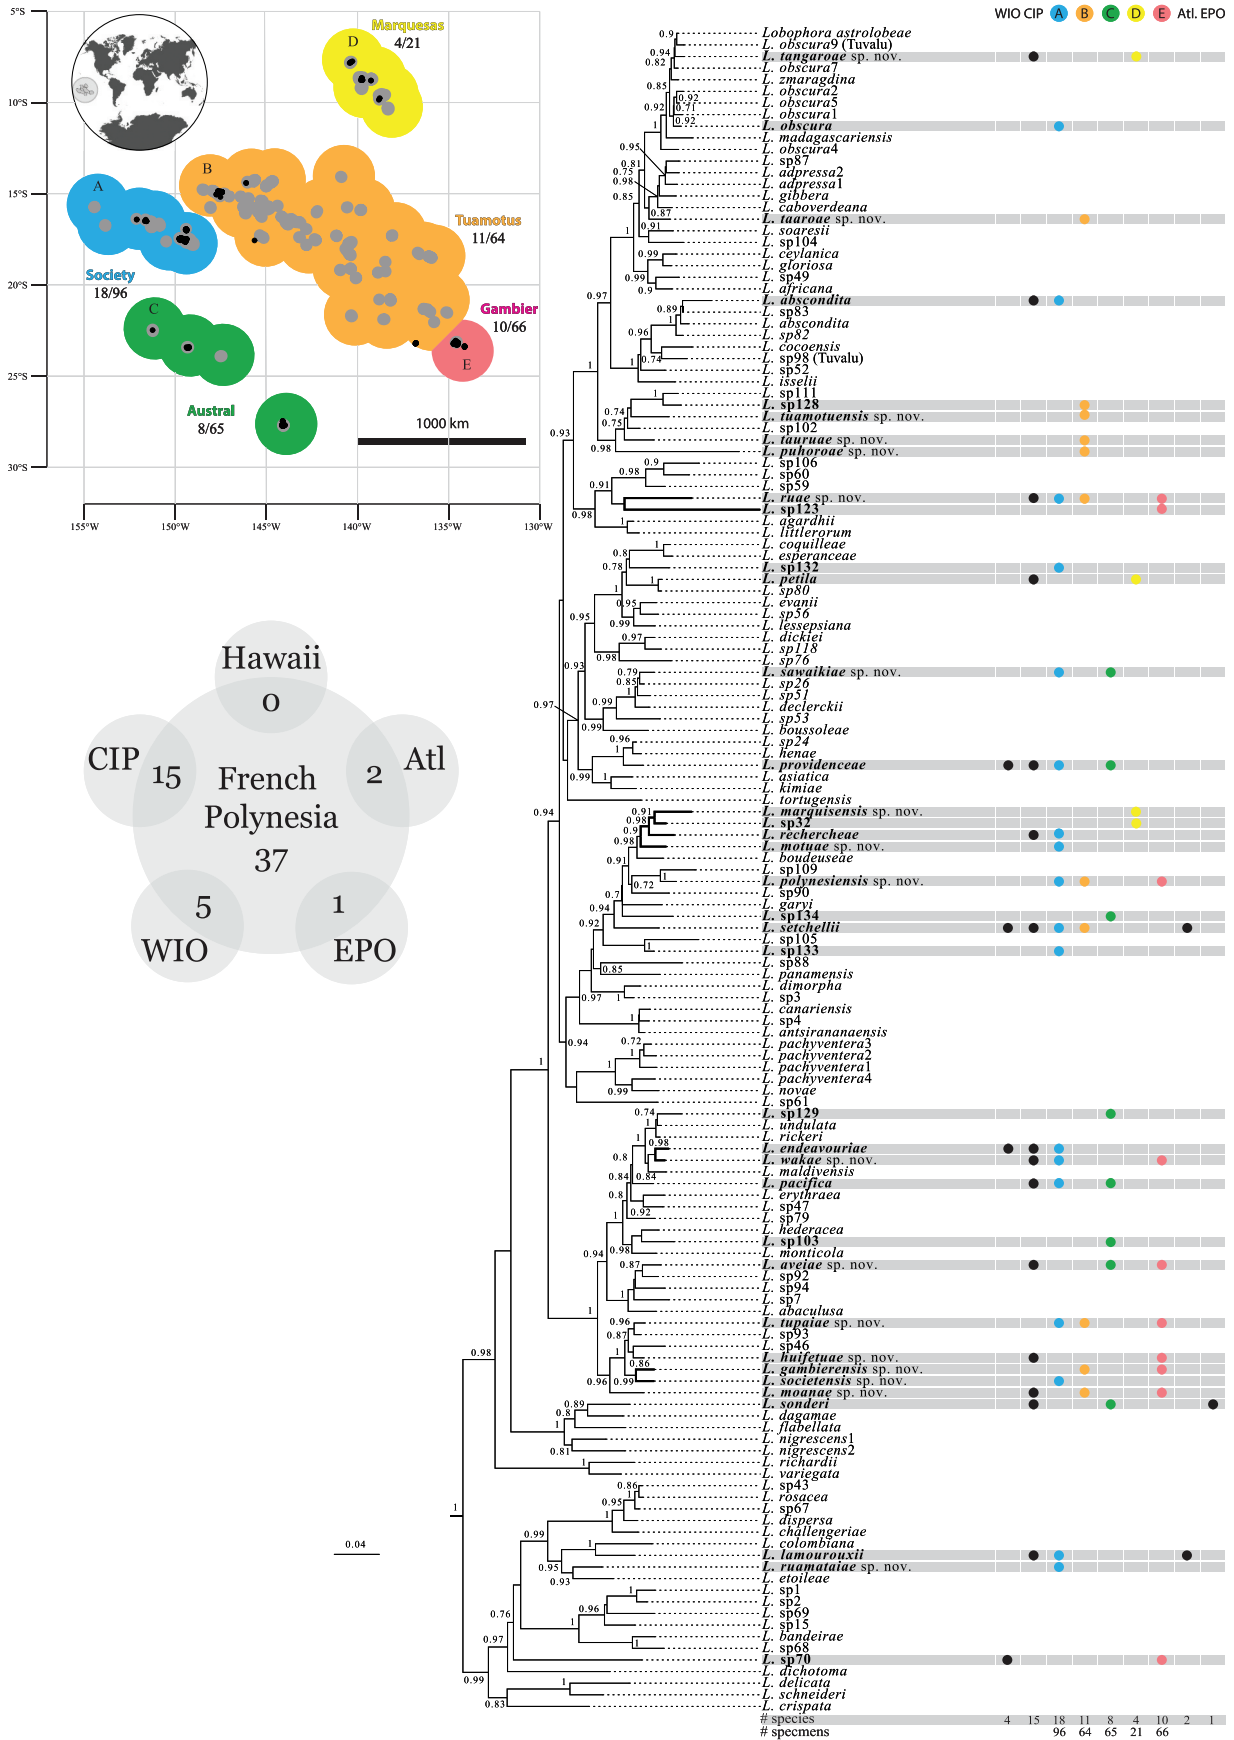 5°S
10°S
15°S
20°S
25°S
30°S
155°W
150°W
145°W
140°W
135°W
130°W
Marquesas
4/21
D
B
A
Tuamotus
11/64
Society
18/96
C
Gambier
10/66
E
Austral
8/65
1000 km
Hawaii
0
CIP
15
Atl
2
French
Polynesia
37
5
WIO
1
EPO
0.04
WIO CIP A B C D E Atl. EPO
Lobophora astrolobeae
L. obscura9 (Tuvalu)
L. tangaroae sp. nov.
L. obscura7
L. zmaragdina
L. obscura2
L. obscura5
L. obscura1
L. obscura
L. madagascariensis
L. obscura4
L. sp87
L. adpressa2
L. adpressa1
L. gibbera
L. caboverdeana
L. taaroae sp. nov.
L. soaresii
L. sp104
L. ceylanica
L. gloriosa
L. sp49
L. africana
L. abscondita
L. sp83
L. abscondita
L. sp82
L. cocoensis
L. sp98 (Tuvalu)
L. sp52
L. isselii
L. sp111
L. sp128
L. tuamotuensis sp. nov.
L. sp102
L. tauruae sp. nov.
L. puhoroae sp. nov.
L. sp106
L. sp60
L. sp59
L. ruae sp. nov.
L. sp123
L. agardhii
L. littlerorum
L. coquilleae
L. esperanceae
L. sp132
L. petila
L. sp80
L. evanii
L. sp56
L. lessepsiana
L. dickiei
L. sp118
L. sp76
L. sawaikiae sp. nov.
L. sp26
L. sp51
L. declerckii
L. sp53
L. boussoleae
L. sp24
L. henae
L. providenceae
L. asiatica
L. kimiae
L. tortugensis
L. marquisensis sp. nov.
L. sp32
L. rechercheae
L. motuae sp. nov.
L. boudeuseae
L. sp109
L. polynesiensis sp. nov.
L. sp90
L. garyi
L. sp134
L. setchellii
L. sp105
L. sp133
L. sp88
L. panamensis
L. dimorpha
L. sp3
L. canariensis
L. sp4
L. antsirananaensis
L. pachyventera3
L. pachyventera2
L. pachyventera1
L. pachyventera4
L. novae
L. sp61
L. sp129
L. undulata
L. rickeri
L. endeavouriae
L. wakae sp. nov.
L. maldivensis
L. pacifica
L. erythraea
L. sp47
L. sp79
L. hederacea
L. sp103
L. monticola
L. aveiae sp. nov.
L. sp92
L. sp94
L. sp7
L. abaculusa
L. tupaiae sp. nov.
L. sp93
L. sp46
L. huifetuae sp. nov.
L. gambierensis sp. nov.
L. societensis sp. nov.
L. moanae sp. nov.
L. sonderi
L. dagamae
L. flabellata
L. nigrescens1
L. nigrescens2
L. richardii
L. variegata
L. sp43
L. rosacea
L. sp67
L. dispersa
L. challengeriae
L. colombiana
L. lamourouxii
L. ruamataiae sp. nov.
L. etoileae
L. sp1
L. sp2
L. sp69
L. sp15
L. bandeirae
L. sp68
L. sp70
L. dichotoma
L. delicata
L. schneideri
L. crispata
# species 4 15 18 11 8 4 10 2 1
# specmens 96 64 65 21 66